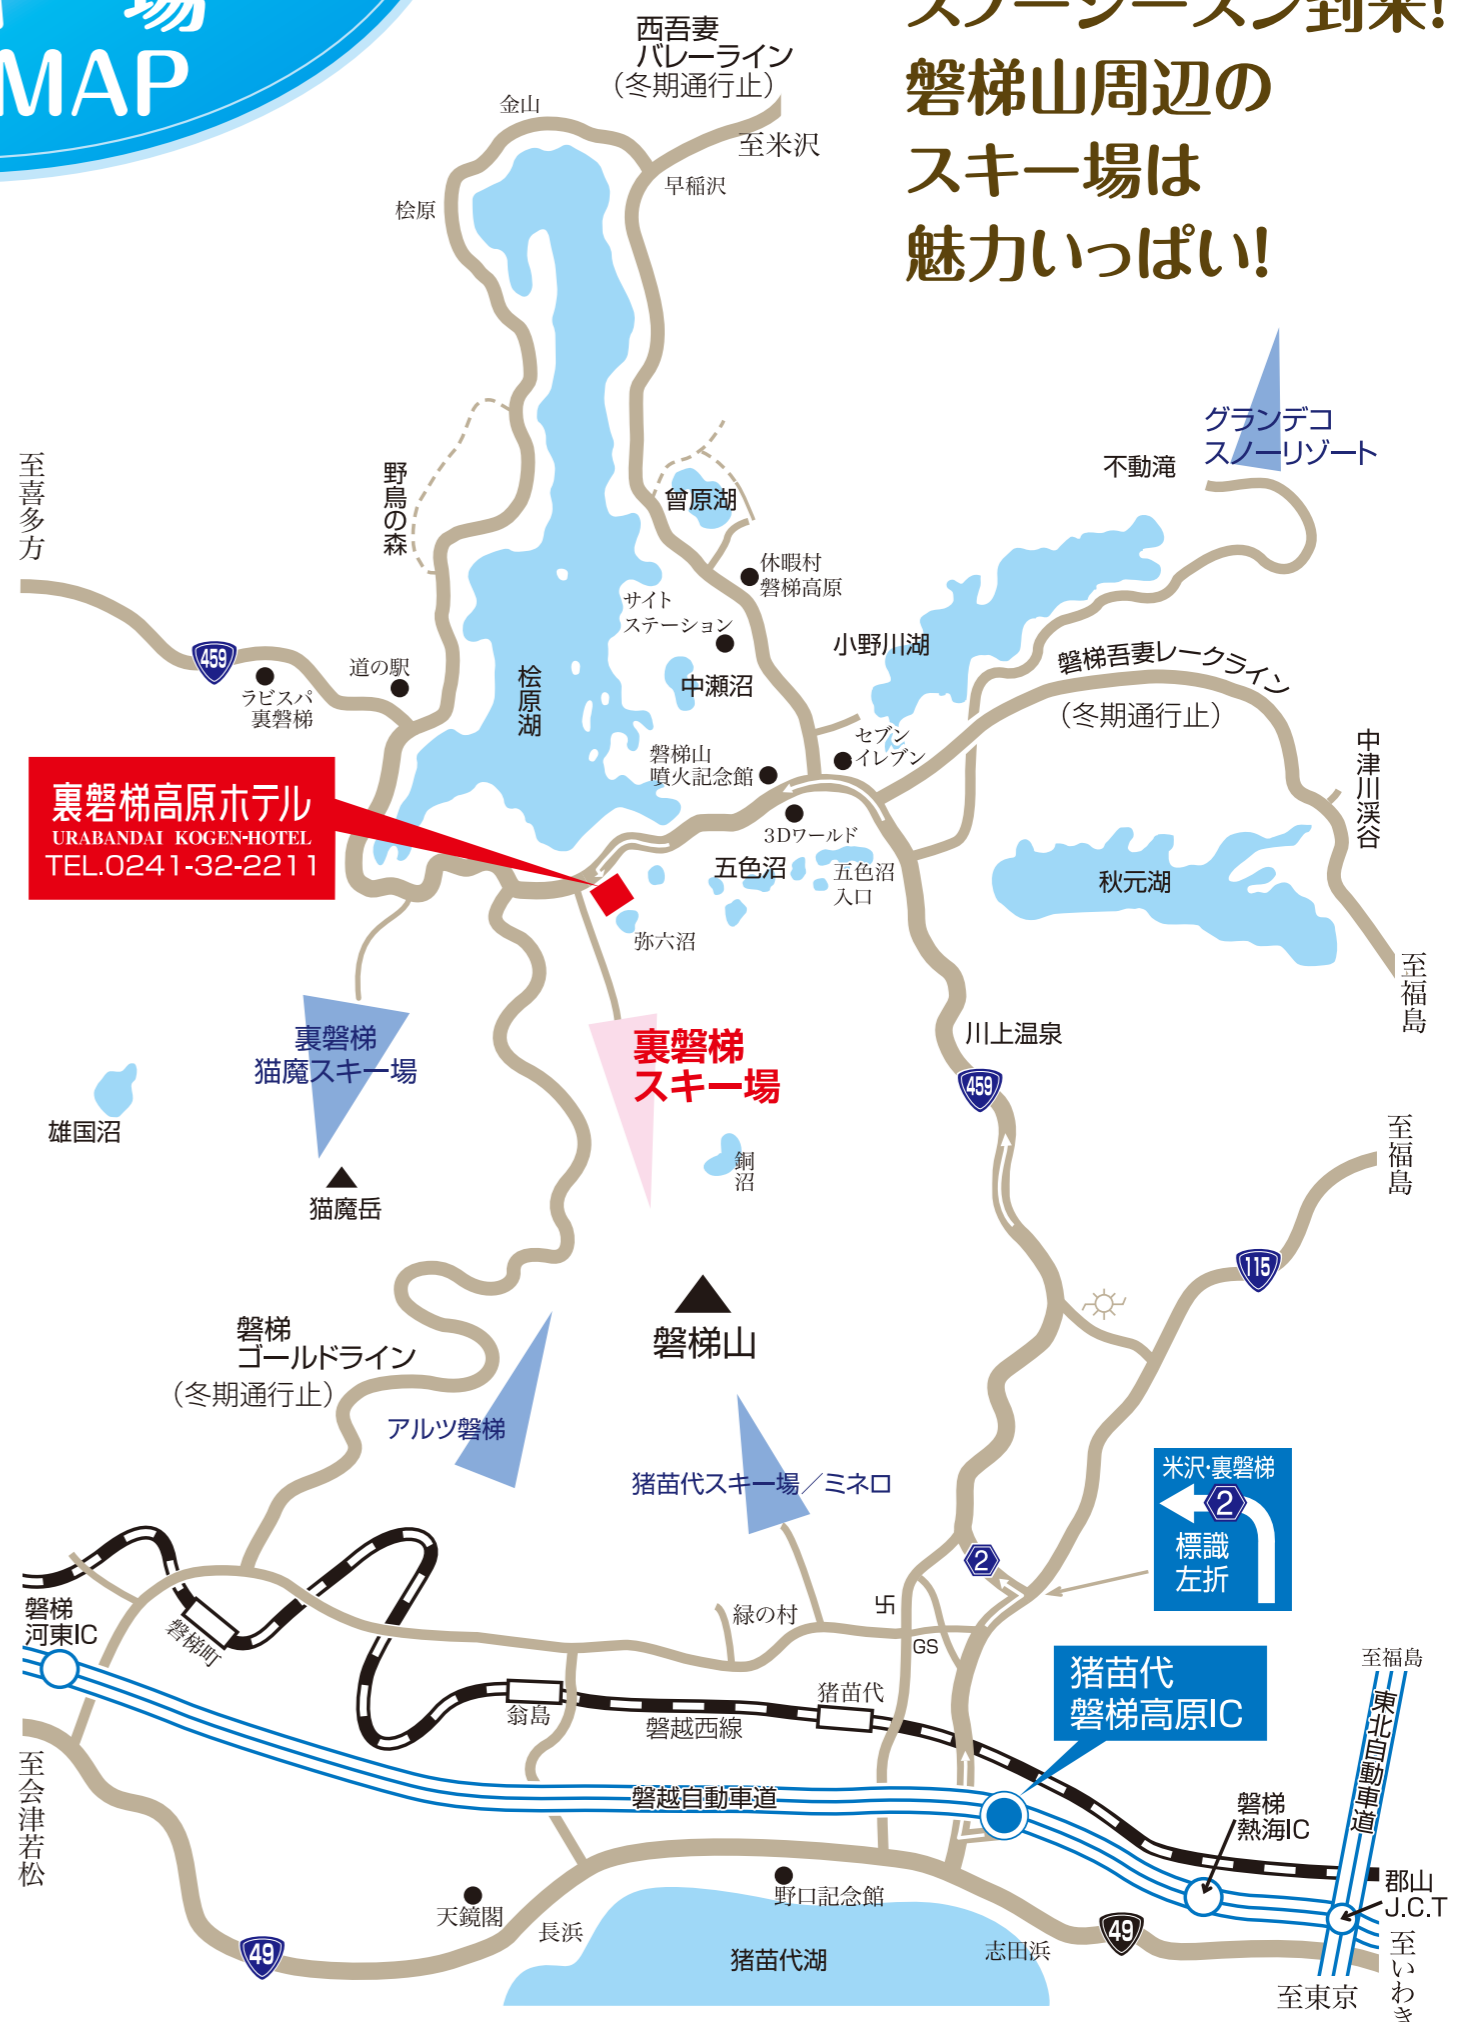 場
MAP
スノーシーズン到来!
磐梯山周辺の
スキー場は
魅力いっぱい!
西吾妻
バレーライン
（冬期通行止）
至米沢
金山
早稲沢
桧原
グランデコ
スノーリゾート
不動滝
至喜多方
野鳥の森
曾原湖
休暇村
磐梯高原
サイト
ステーション
小野川湖
中瀬沼
磐梯吾妻レークライン
（冬期通行止）
459
ラビスパ
裏磐梯
道の駅
桧原湖
セブン
イレブン
磐梯山
噴火記念館
中津川渓谷
裏磐梯高原ホテル
URABANDAI KOGEN-HOTEL
TEL.0241-32-2211
3Dワールド
五色沼
五色沼
入口
秋元湖
弥六沼
至福島
裏磐梯
猫魔スキー場
裏磐梯
スキー場
川上温泉
459
雄国沼
銅沼
至福島
猫魔岳
115
磐梯山
磐梯
ゴールドライン
（冬期通行止）
アルツ磐梯
猪苗代スキー場／ミネロ
米沢・裏磐梯
2
標識
左折
2
磐梯
河東IC
磐梯町
緑の村
卐
GS
猪苗代
磐梯高原IC
至福島
東北自動車道
翁島
磐越西線
猪苗代
至会津若松
磐越自動車道
磐梯
熱海IC
郡山
J.C.T
野口記念館
天鏡閣
長浜
49
猪苗代湖
志田浜
49
至いわき
至東京